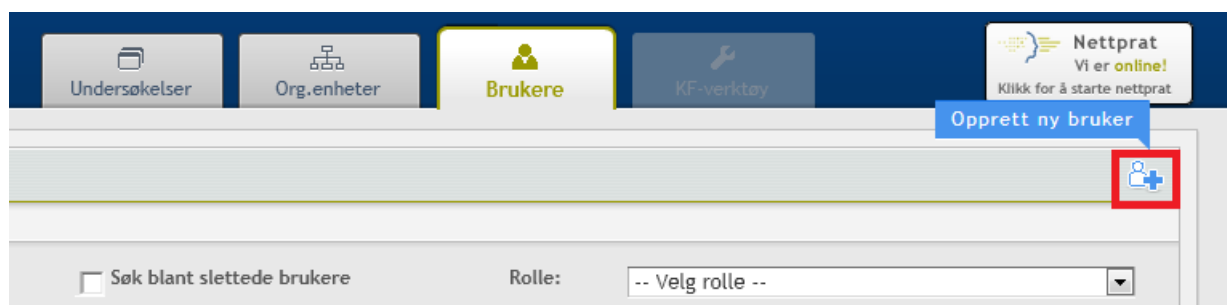 Undersøkelser
Org.enheter
Brukere
KF-verktøy
Nettprat
Vi er online!
Klikk for å starte nettprat
Opprett ny bruker
Søk blant slettede brukere
Rolle:
-- Velg rolle --